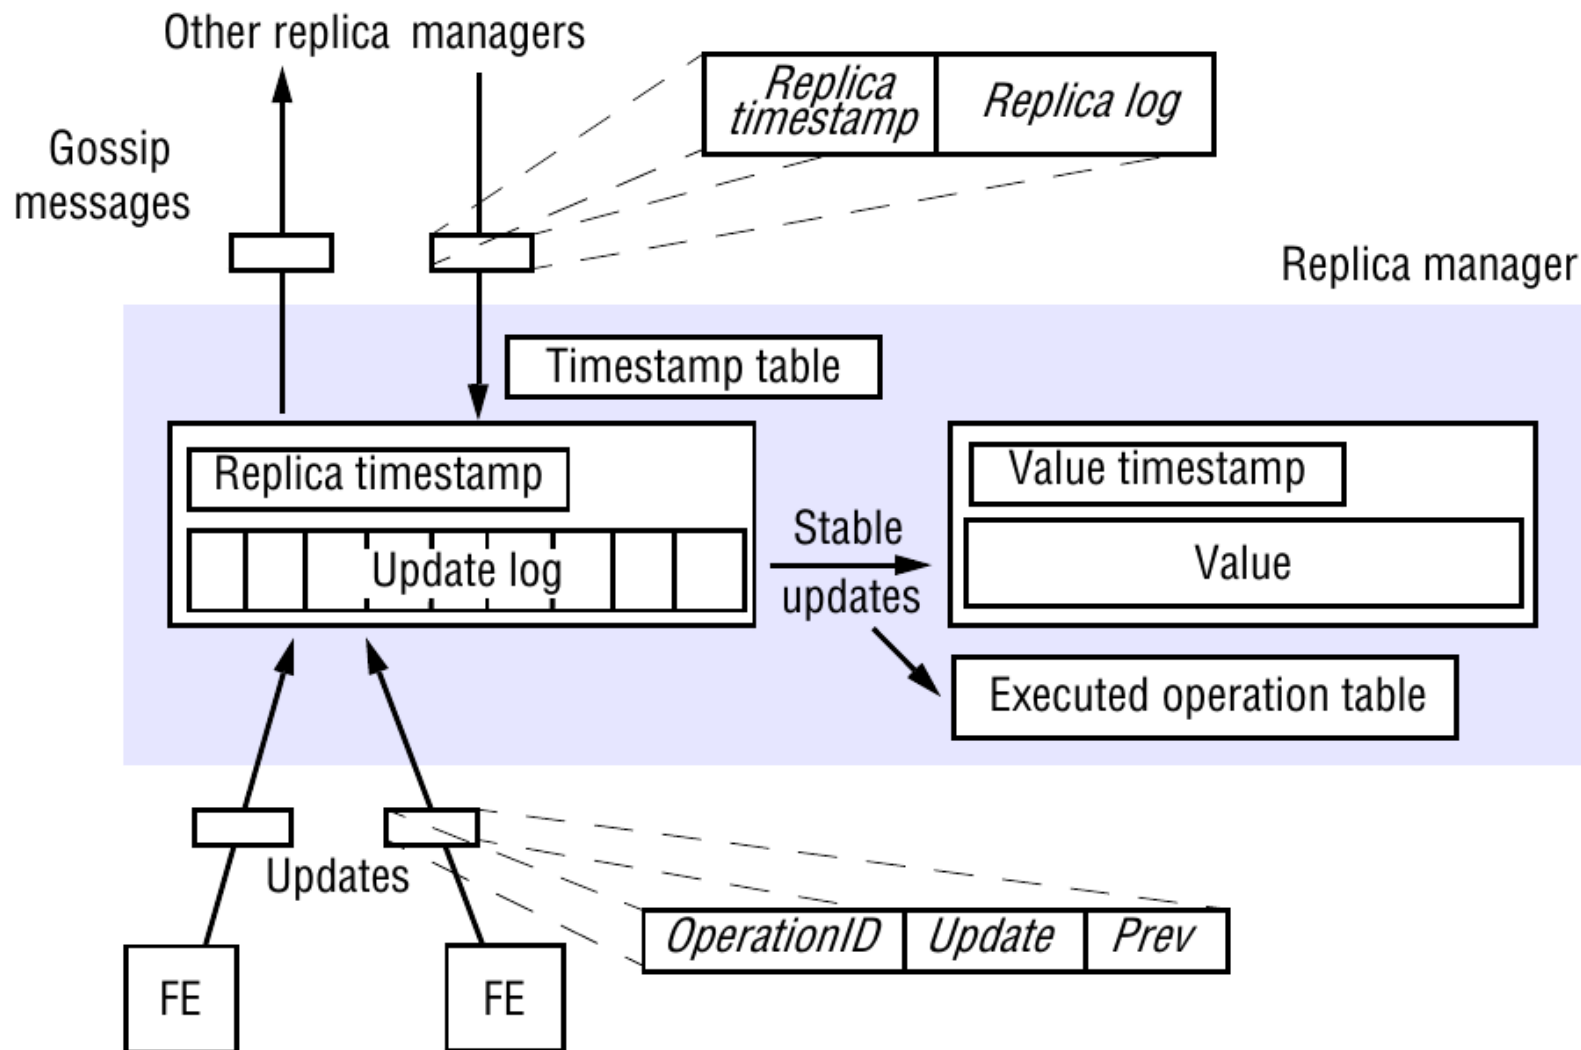 Other replica managers
Replica
timestamp
Replica log
Gossip
messages
Replica manager
Timestamp table
Replica timestamp
Value timestamp
Stable
Update log
Value
updates
Executed operation table
Updates
OperationID
Update
Prev
FE
FE